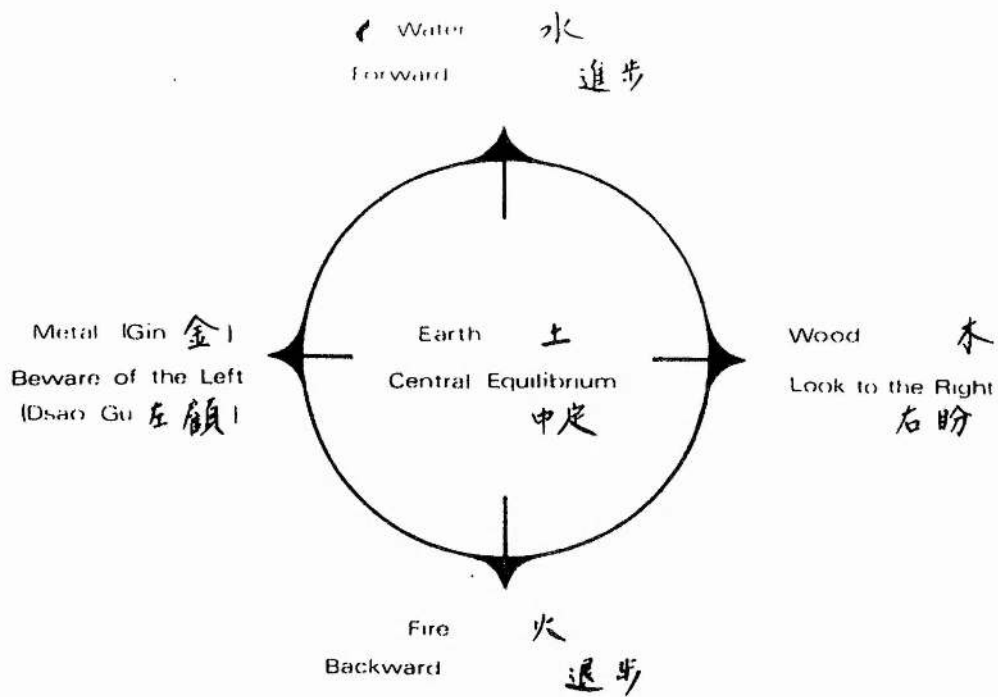 Water 水
Forward 進步
Metal (Gin 金)
Beware of the Left
(Dsao Gu 左顧)
Earth 土
Central Equilibrium
中定
Wood 木
Look to the Right
右盼
Fire 火
Backward 退步